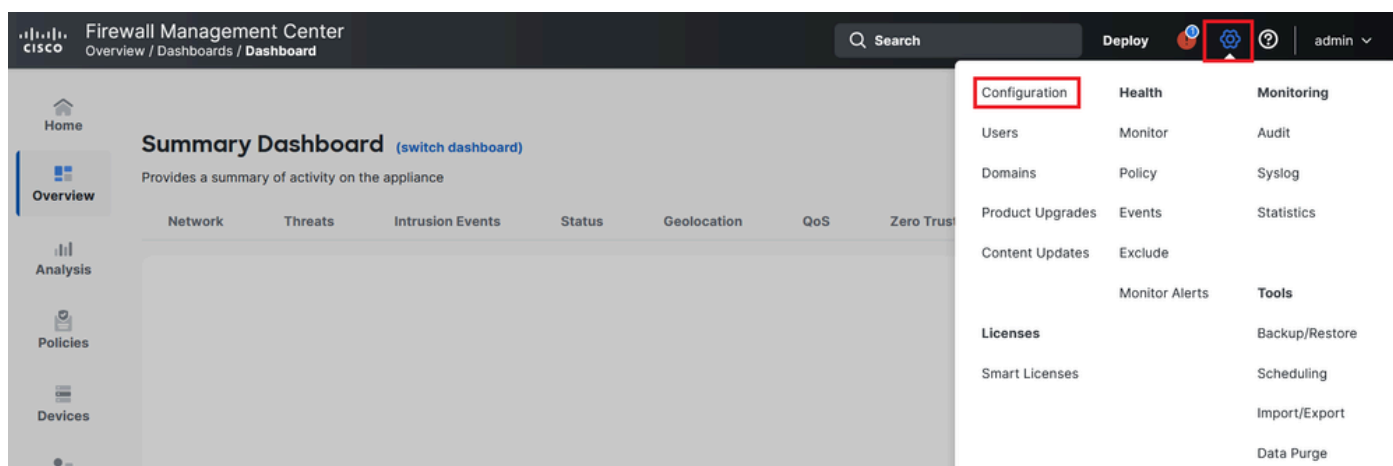 Firewall Management Center
CISCO
Overview / Dashboards / Dashboard
Search
Deploy
1
admin
Home
Overview
Analysis
Policies
Devices
Summary Dashboard (switch dashboard)
Provides a summary of activity on the appliance
Network Threats Intrusion Events Status Geolocation QoS Zero Trust
Configuration
Users
Domains
Product Upgrades
Content Updates
Licenses
Smart Licenses
Health
Monitor
Policy
Events
Exclude
Monitor Alerts
Monitoring
Audit
Syslog
Statistics
Tools
Backup/Restore
Scheduling
Import/Export
Data Purge